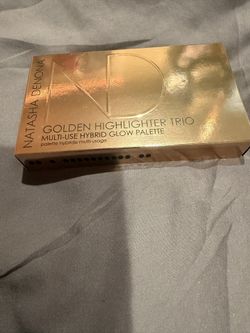 NATASHA DENONA
ND
GOLDEN HIGHLIGHTER TRIO
MULTI-USE HYBRID GLOW PALETTE
palette hybride multi-usage